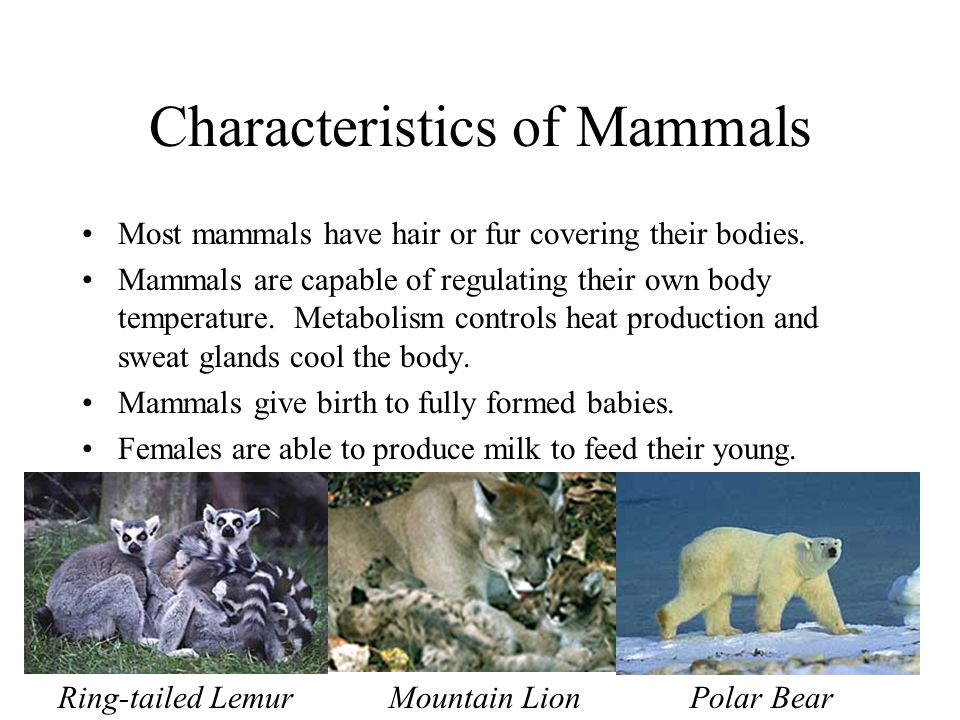 Characteristics of Mammals
• Most mammals have hair or fur covering their bodies.
• Mammals are capable of regulating their own body
temperature.  Metabolism controls heat production and
sweat glands cool the body.
• Mammals give birth to fully formed babies.
• Females are able to produce milk to feed their young.
Ring-tailed Lemur
Mountain Lion
Polar Bear